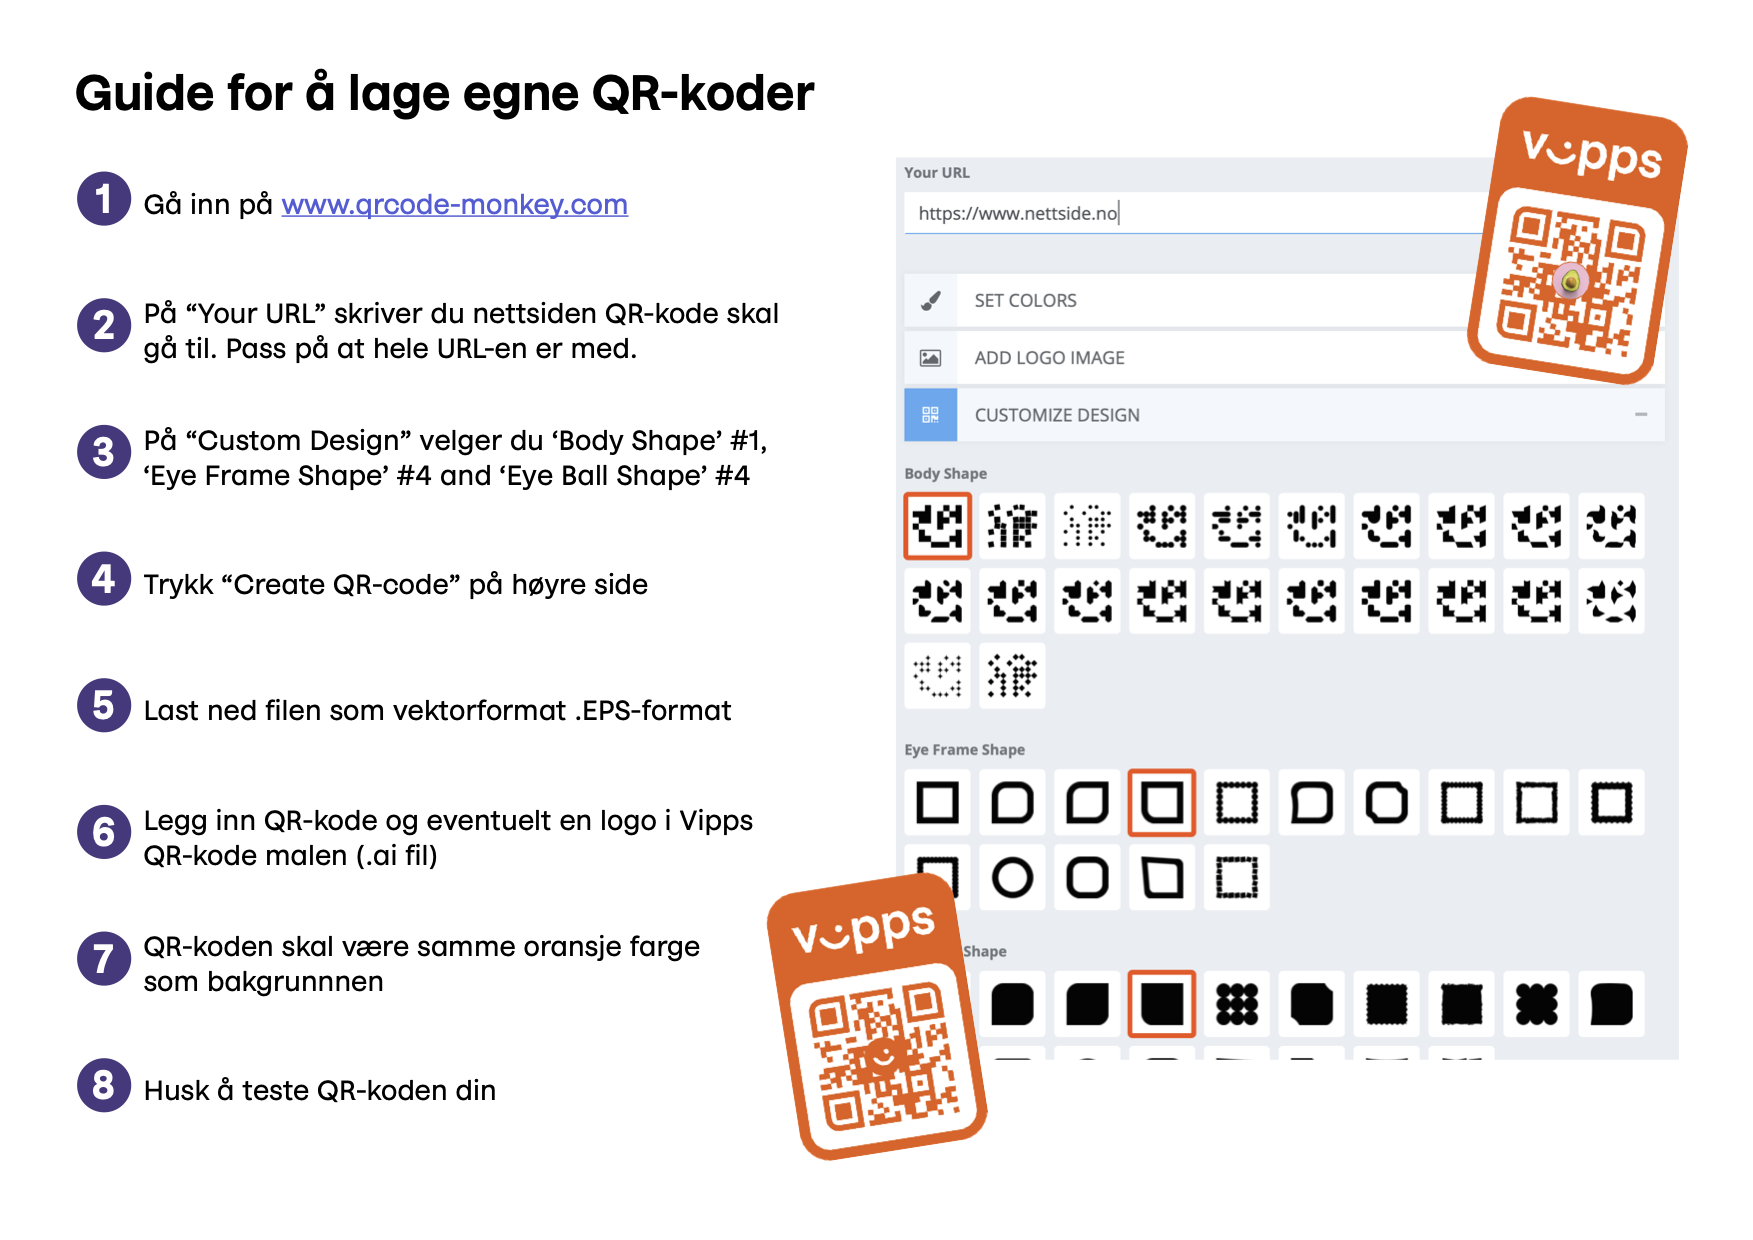 Guide for å lage egne QR-koder
1 Gå inn på www.qrcode-monkey.com
2 På “Your URL” skriver du nettsiden QR-kode skal
gå til. Pass på at hele URL-en er med.
3 På “Custom Design” velger du ‘Body Shape’ #1,
‘Eye Frame Shape’ #4 and ‘Eye Ball Shape’ #4
4 Trykk “Create QR-code” på høyre side
5 Last ned filen som vektorformat .EPS-format
6 Legg inn QR-kode og eventuelt en logo i Vipps
QR-kode malen (.ai fil)
7 QR-koden skal være samme oransje farge
som bakgrunnnen
8 Husk å teste QR-koden din
Your URL
https://www.nettside.no
SET COLORS
ADD LOGO IMAGE
CUSTOMIZE DESIGN
Body Shape
Eye Frame Shape
Shape
vipps
vipps